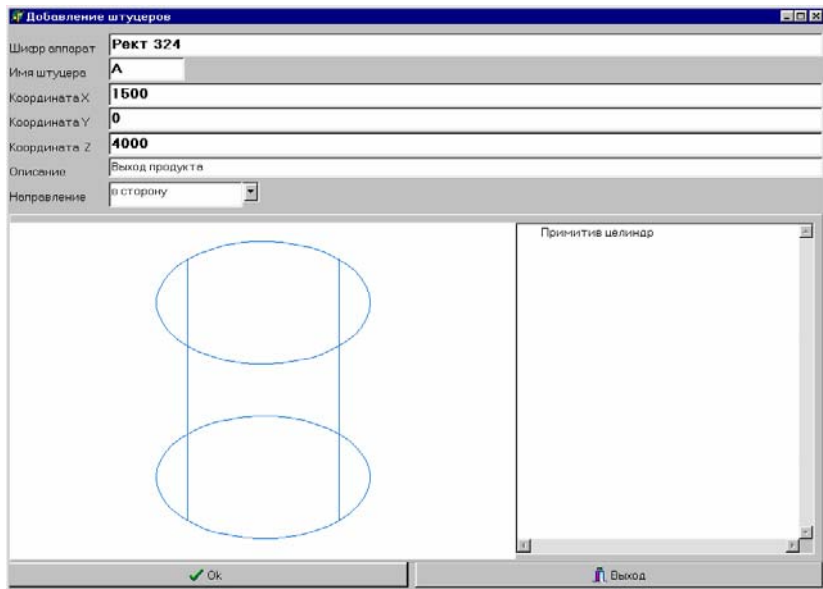 Добавление штуцеров
Шифр аппарат Рект 324
Имя штуцера А
Координата X 1500
Координата Y 0
Координата Z 4000
Описание Выход продукта
Направление в сторону
Примитив целиндр
Ok
Выход